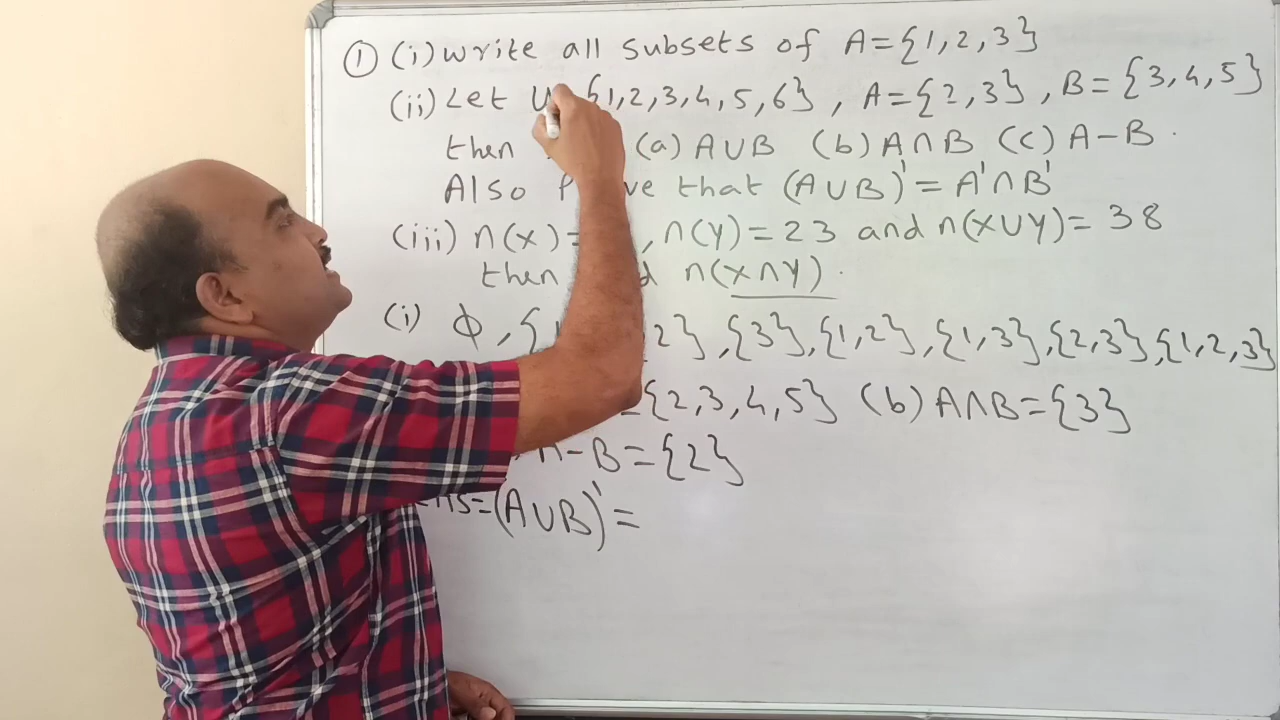 ① (i) Write all subsets of A={1,2,3}
(ii) Let U {1,2,3,4,5,6}, A={2,3}, B={3,4,5}
then (a) A∪B (b) A∩B (c) A-B.
Also that (A∪B)'=A'∩B'
(iii) n(X)= , n(Y)=23 and n(X∪Y)=38
then n(X∩Y).
(i) ϕ, {1 2}, {3}, {1,2}, {1,3}, {2,3}, {1,2,3}
={2,3,4,5} (b) A∩B={3}
A-B={2}
=(A∪B)'=